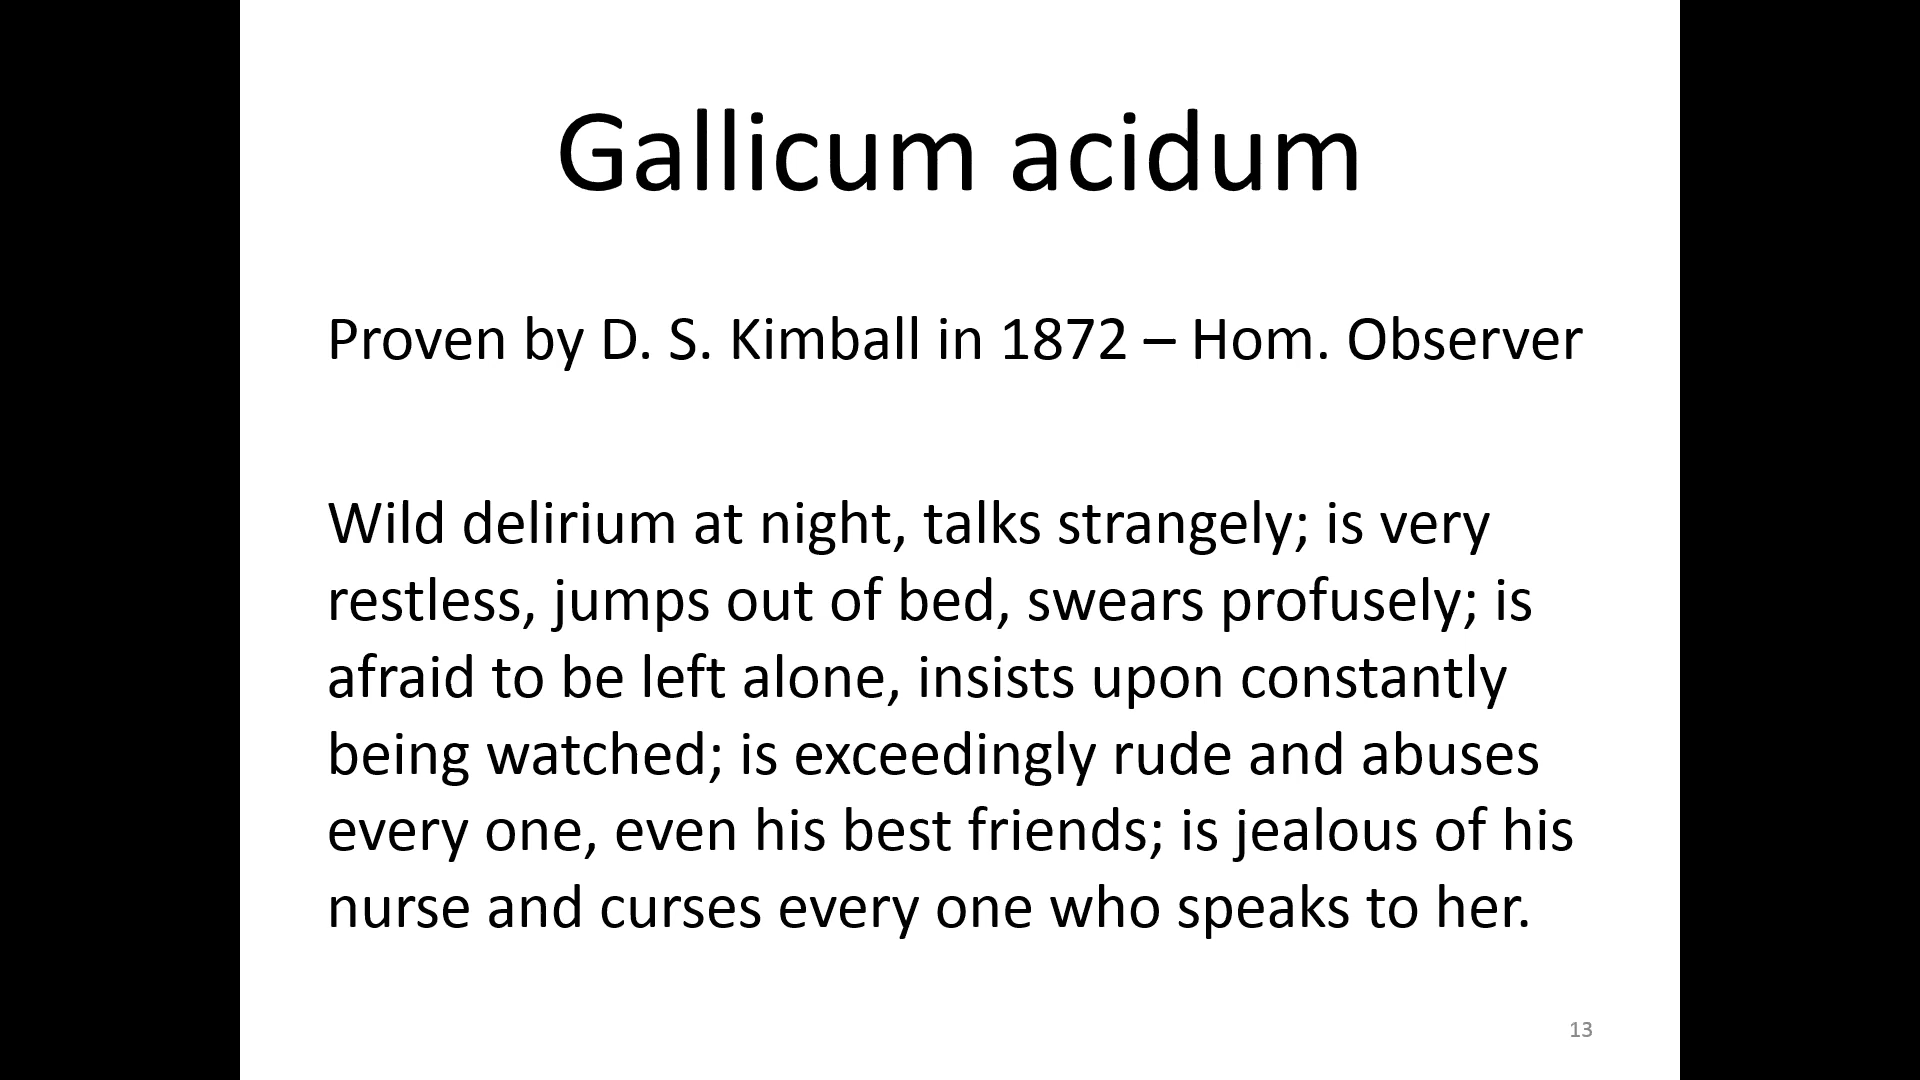 Gallicum acidum
Proven by D. S. Kimball in 1872 – Hom. Observer
Wild delirium at night, talks strangely; is very
restless, jumps out of bed, swears profusely; is
afraid to be left alone, insists upon constantly
being watched; is exceedingly rude and abuses
every one, even his best friends; is jealous of his
nurse and curses every one who speaks to her.
13